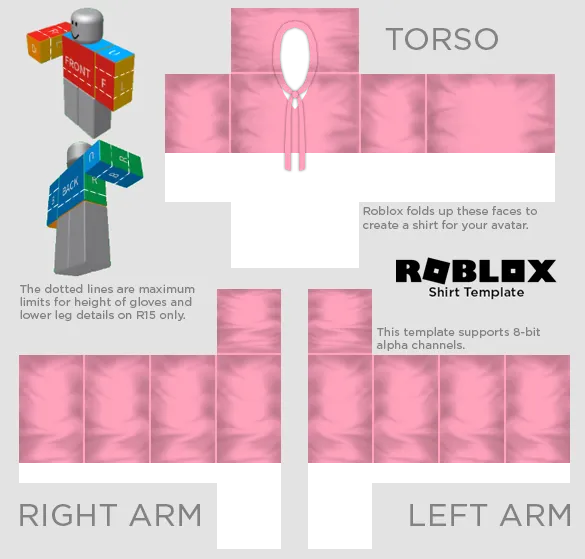 TORSO
FRONT
F
L
R
U
D
Roblox folds up these faces to
create a shirt for your avatar.
U
R
B
BACK
R
B
ROBLOX
Shirt Template
The dotted lines are maximum
limits for height of gloves and
lower leg details on R15 only.
This template supports 8-bit
alpha channels.
RIGHT ARM
LEFT ARM